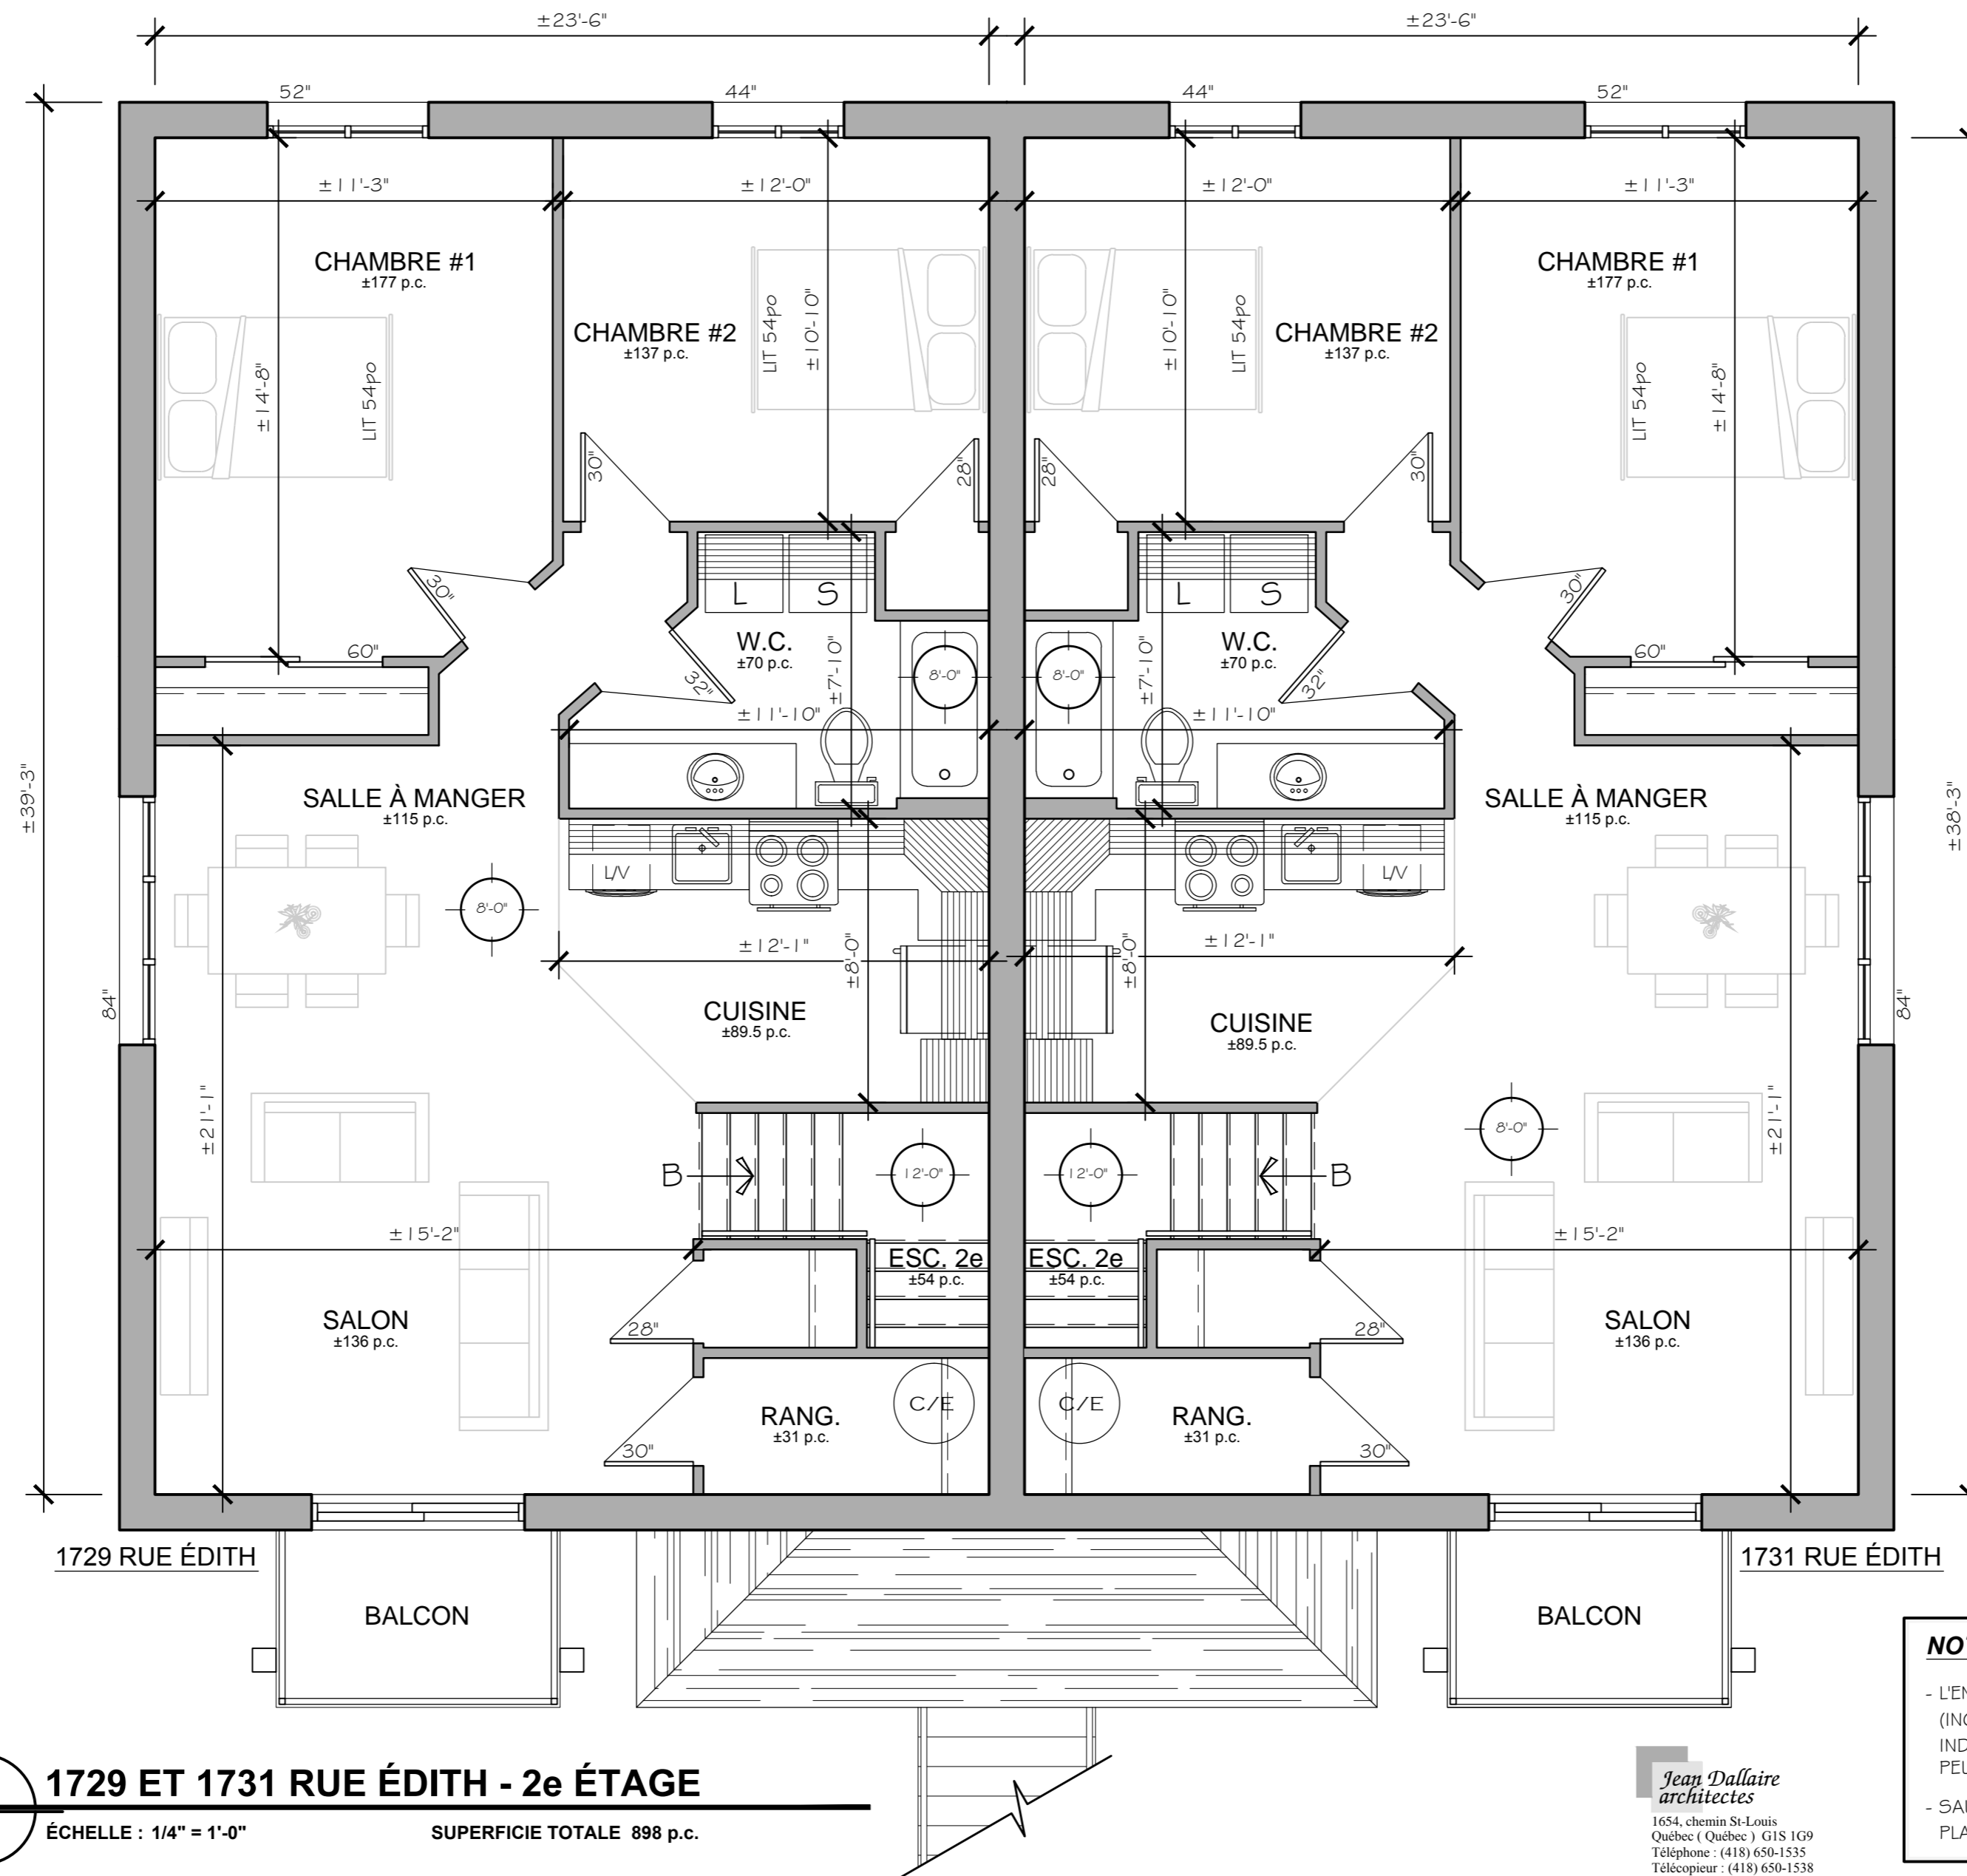 ±23'-6" ±23'-6"
52" 44" 44" 52"
±11'-3" ±12'-0" ±12'-0" ±11'-3"
CHAMBRE #1 CHAMBRE #1
±177 p.c. ±177 p.c.
CHAMBRE #2 CHAMBRE #2
±137 p.c. ±137 p.c.
LIT 54po ±10'-10" ±10'-10" LIT 54po
±14'-8" LIT 54po LIT 54po ±14'-8"
30" 28" 28" 30"
30" L S L S 30"
W.C. W.C.
±70 p.c. ±70 p.c.
60" 32" ±7'-10" 8'-0" 8'-0" ±7'-10" 32" 60"
±11'-10" ±11'-10"
±39'-3" ±38'-3"
SALLE À MANGER SALLE À MANGER
±115 p.c. ±115 p.c.
L/V L/V
8'-0"
±12'-1" ±8'-0" ±8'-0" ±12'-1"
84" 84"
CUISINE CUISINE
±89.5 p.c. ±89.5 p.c.
±21'-1" 8'-0" ±21'-1"
B 12'-0" 12'-0" B
±15'-2" ±15'-2"
ESC. 2e ESC. 2e
±54 p.c. ±54 p.c.
SALON 28" 28" SALON
±136 p.c. ±136 p.c.
C/E C/E
RANG. RANG.
±31 p.c. ±31 p.c.
30" 30"
1729 RUE ÉDITH 1731 RUE ÉDITH
BALCON BALCON
1729 ET 1731 RUE ÉDITH - 2e ÉTAGE
ÉCHELLE : 1/4" = 1'-0" SUPERFICIE TOTALE 898 p.c.
Jean Dallaire
architectes
1654, chemin St-Louis
Québec ( Québec ) G1S 1G9
Téléphone : (418) 650-1535
Télécopieur : (418) 650-1538